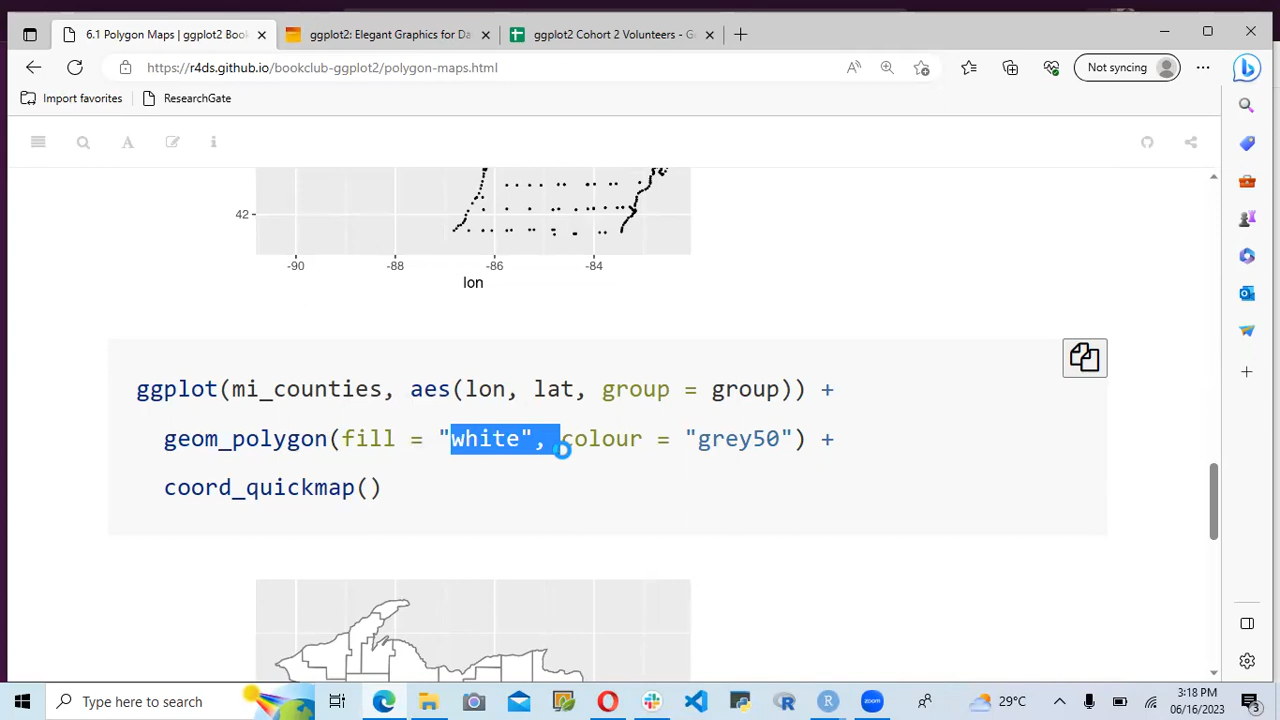 6.1 Polygon Maps | ggplot2 Book
ggplot2: Elegant Graphics for Da
ggplot2 Cohort 2 Volunteers - G
https://r4ds.github.io/bookclub-ggplot2/polygon-maps.html
Not syncing
Import favorites
ResearchGate
42
-90
-88
-86
-84
lon
ggplot(mi_counties, aes(lon, lat, group = group)) +
geom_polygon(fill = "white", colour = "grey50") +
coord_quickmap()
Type here to search
29°C
3:18 PM
06/16/2023
3